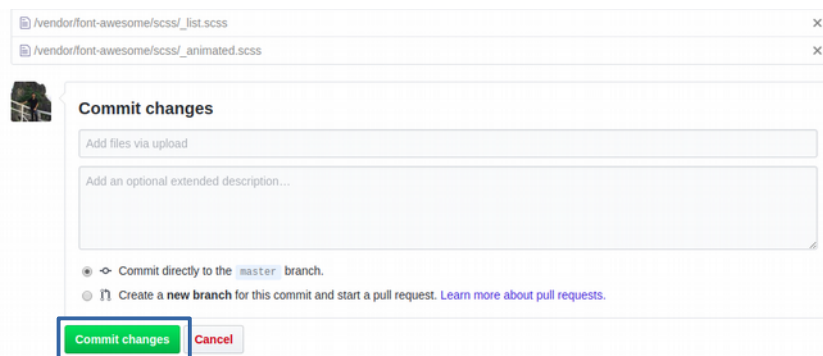 /vendor/font-awesome/scss/_list.scss
/vendor/font-awesome/scss/_animated.scss
Commit changes
Add files via upload
Add an optional extended description…
Commit directly to the master branch.
Create a new branch for this commit and start a pull request. Learn more about pull requests.
Commit changes Cancel